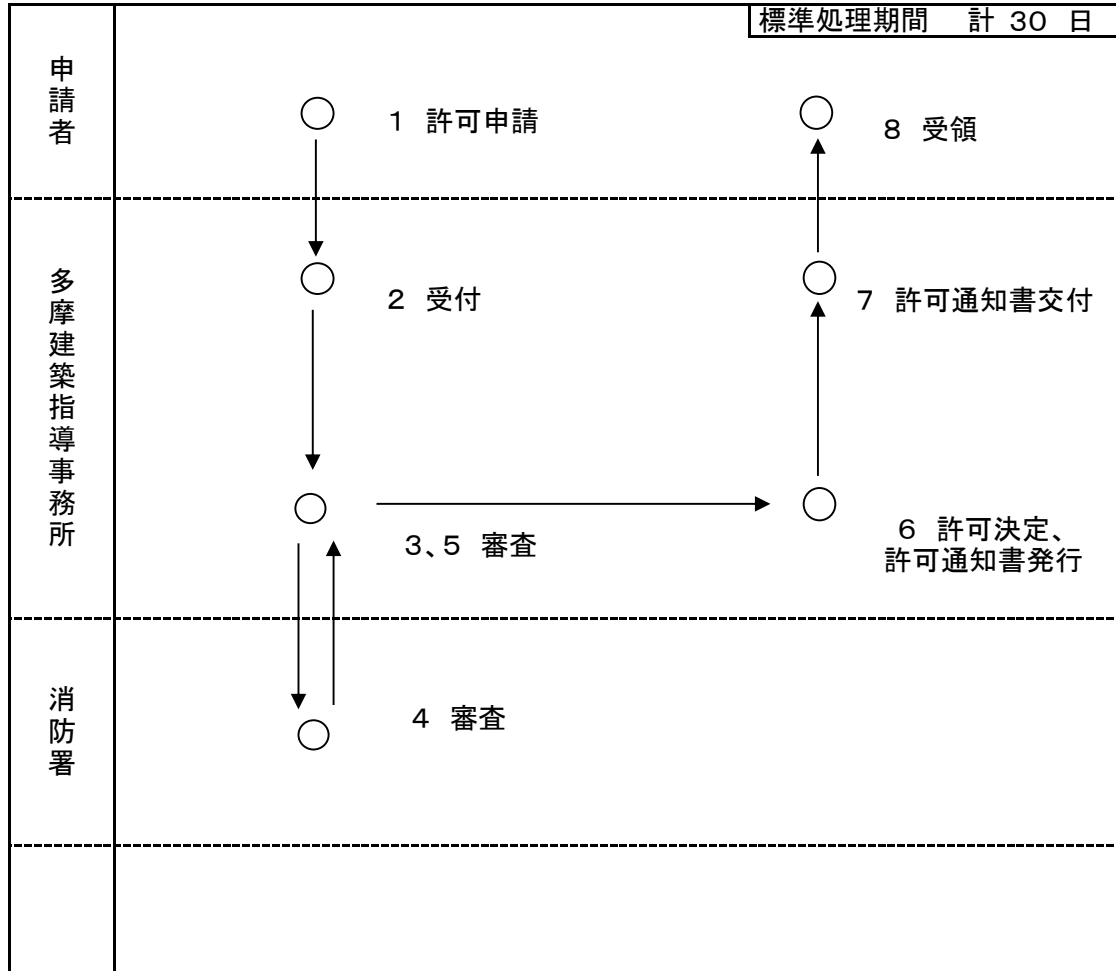 標準処理期間 計 30 日
申請者
1 許可申請
8 受領
多摩建築指導事務所
2 受付
7 許可通知書交付
3、5 審査
6 許可決定、
許可通知書発行
消防署
4 審査